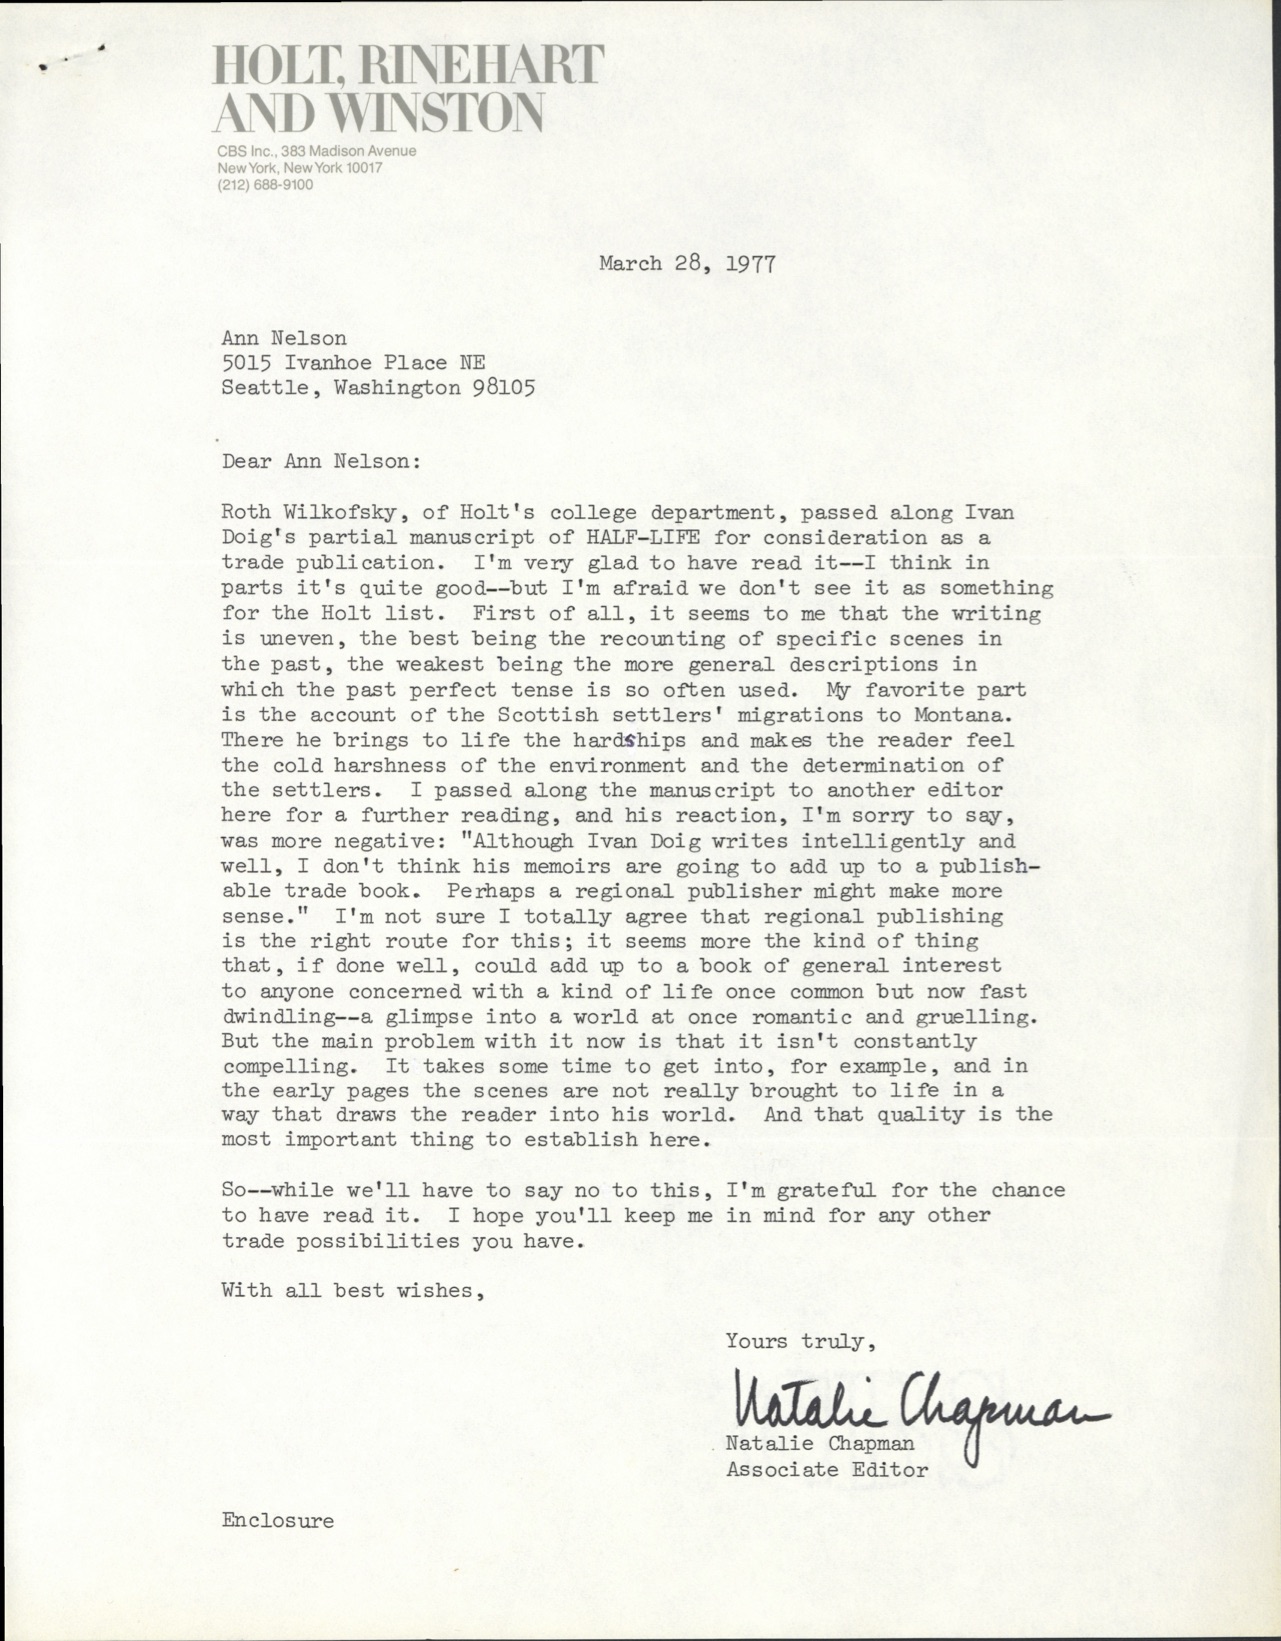 HOLT, RINEHART
AND WINSTON
CBS Inc., 383 Madison Avenue
New York, New York 10017
(212) 688-9100
March 28, 1977
Ann Nelson
5015 Ivanhoe Place NE
Seattle, Washington 98105
Dear Ann Nelson:
Roth Wilkofsky, of Holt's college department, passed along Ivan
Doig's partial manuscript of HALF-LIFE for consideration as a
trade publication. I'm very glad to have read it--I think in
parts it's quite good--but I'm afraid we don't see it as something
for the Holt list. First of all, it seems to me that the writing
is uneven, the best being the recounting of specific scenes in
the past, the weakest being the more general descriptions in
which the past perfect tense is so often used. My favorite part
is the account of the Scottish settlers' migrations to Montana.
There he brings to life the hardships and makes the reader feel
the cold harshness of the environment and the determination of
the settlers. I passed along the manuscript to another editor
here for a further reading, and his reaction, I'm sorry to say,
was more negative: "Although Ivan Doig writes intelligently and
well, I don't think his memoirs are going to add up to a publish-
able trade book. Perhaps a regional publisher might make more
sense." I'm not sure I totally agree that regional publishing
is the right route for this; it seems more the kind of thing
that, if done well, could add up to a book of general interest
to anyone concerned with a kind of life once common but now fast
dwindling--a glimpse into a world at once romantic and gruelling.
But the main problem with it now is that it isn't constantly
compelling. It takes some time to get into, for example, and in
the early pages the scenes are not really brought to life in a
way that draws the reader into his world. And that quality is the
most important thing to establish here.
So--while we'll have to say no to this, I'm grateful for the chance
to have read it. I hope you'll keep me in mind for any other
trade possibilities you have.
With all best wishes,
Yours truly,
Natalie Chapman
Natalie Chapman
Associate Editor
Enclosure